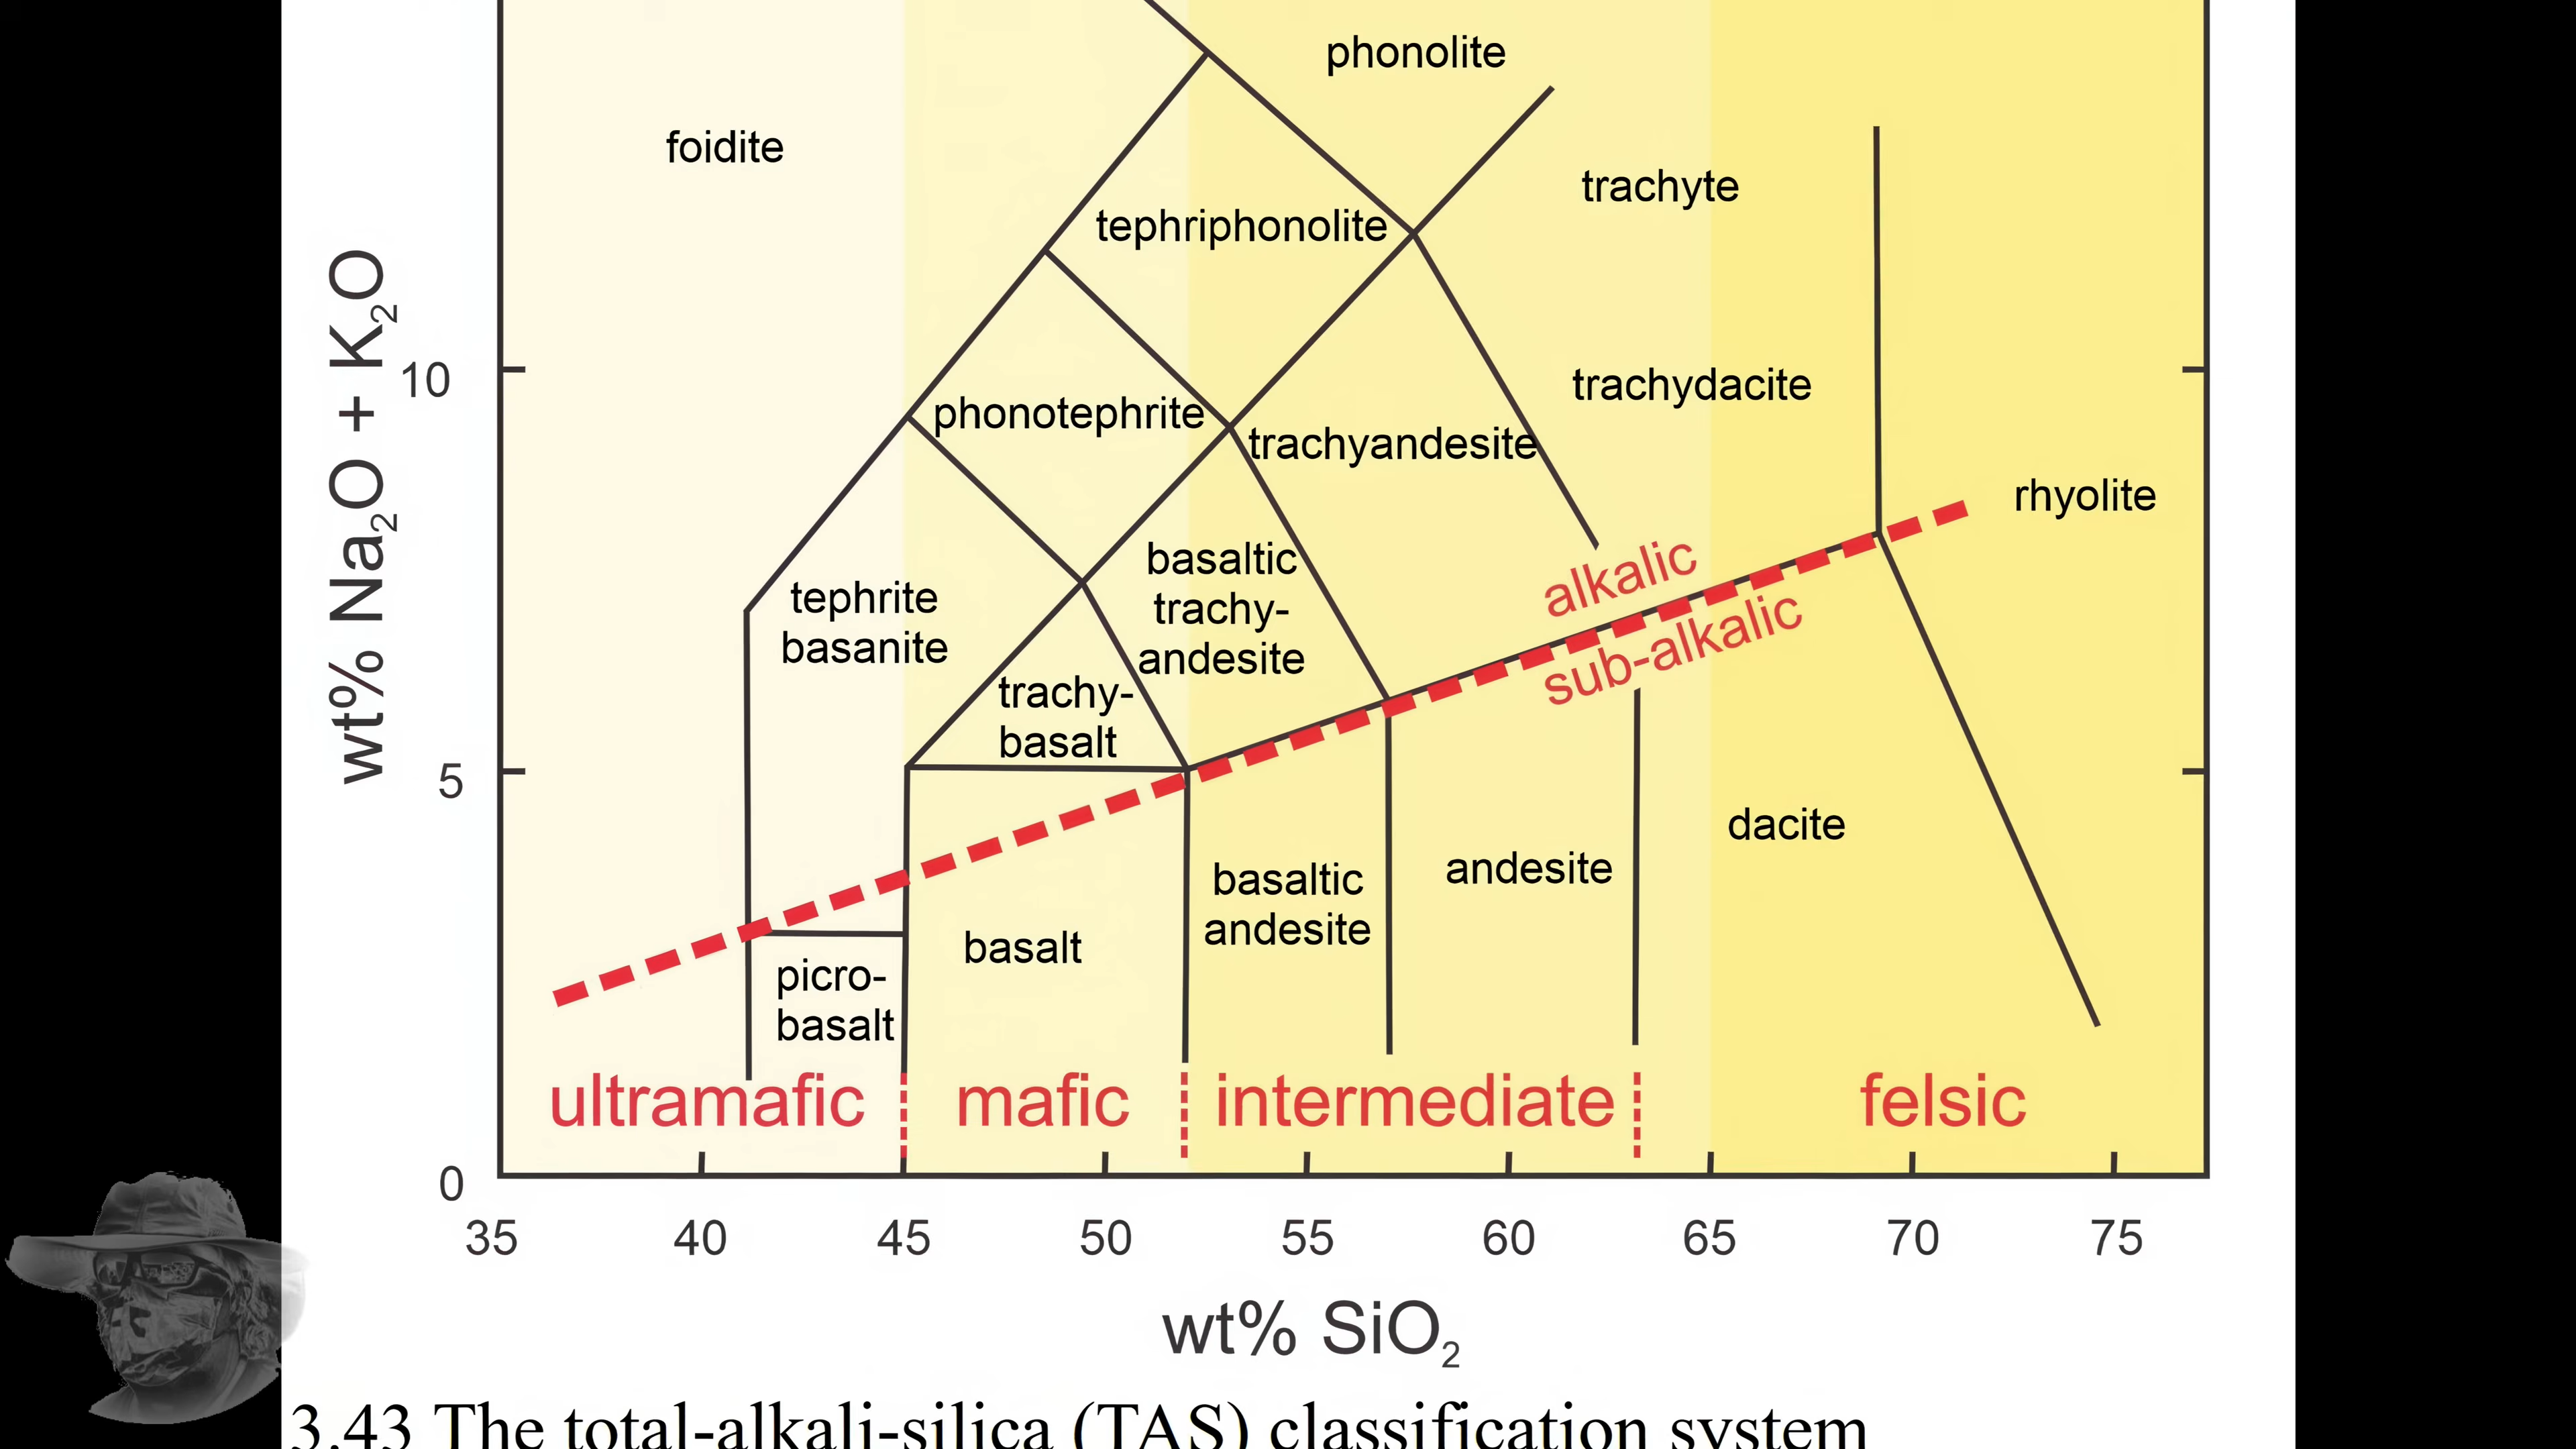 phonolite
foidite
trachyte
tephriphonolite
wt% Na₂O + K₂O
10
trachydacite
phonotephrite
trachyandesite
rhyolite
basaltic
trachy-
andesite
alkalic
sub-alkalic
tephrite
basanite
trachy-
basalt
5
dacite
andesite
basaltic
andesite
basalt
picro-
basalt
ultramafic
mafic
intermediate
felsic
0
35 40 45 50 55 60 65 70 75
wt% SiO₂
3.43 The total-alkali-silica (TAS) classification system